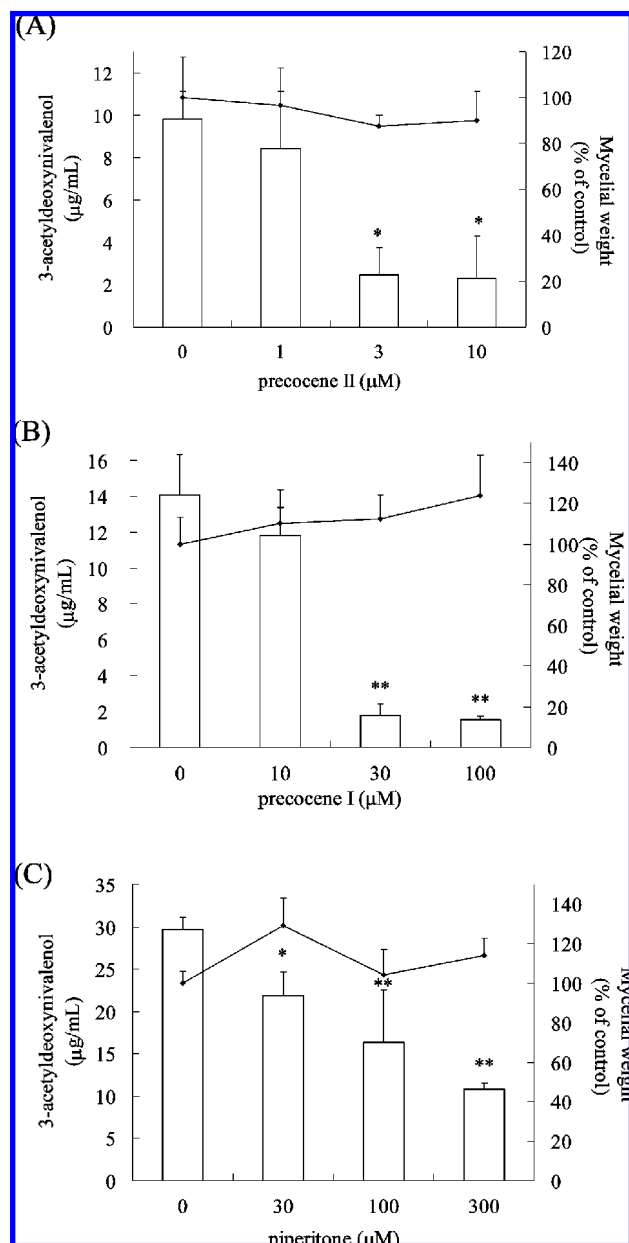 (A)
3-acetyldeoxynivalenol
(µg/mL)
12
10
8
6
4
2
0
120
100
80
60
40
20
0
Mycelial weight
(% of control)
*
*
0 1 3 10
precocene II (µM)
(B)
3-acetyldeoxynivalenol
(µg/mL)
16
14
12
10
8
6
4
2
0
140
120
100
80
60
40
20
0
Mycelial weight
(% of control)
**
**
0 10 30 100
precocene I (µM)
(C)
3-acetyldeoxynivalenol
(µg/mL)
35
30
25
20
15
10
5
0
140
120
100
80
60
40
20
0
Mycelial weight
(% of control)
*
**
**
0 30 100 300
piperitone (µM)